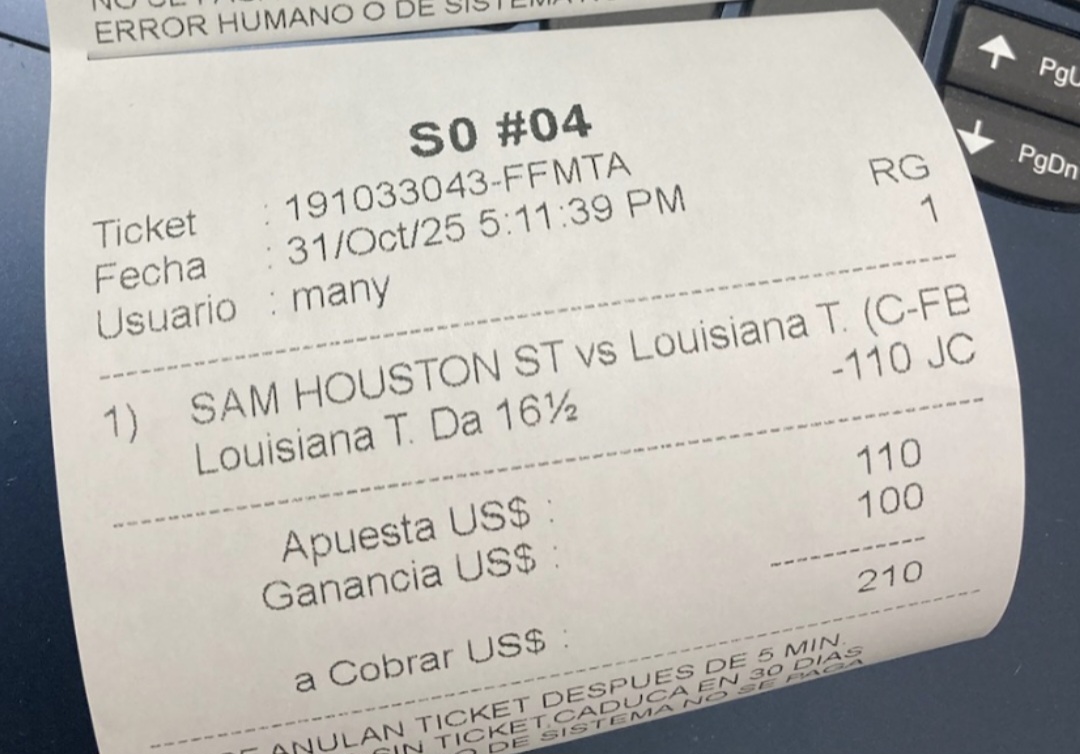 ERROR HUMANO O DE SISTEMA
S0 #04
Ticket : 191033043-FFMTA
Fecha : 31/Oct/25 5:11:39 PM RG
Usuario : many 1
1) SAM HOUSTON ST vs Louisiana T. (C-FB
Louisiana T. Da 16½ -110 JC
Apuesta US$ : 110
Ganancia US$ : 100
a Cobrar US$ : 210
ANULAN TICKET DESPUES DE 5 MIN.
SIN TICKET.CADUCA EN 30 DIAS
O DE SISTEMA NO SE PAGA
PgU
PgDn